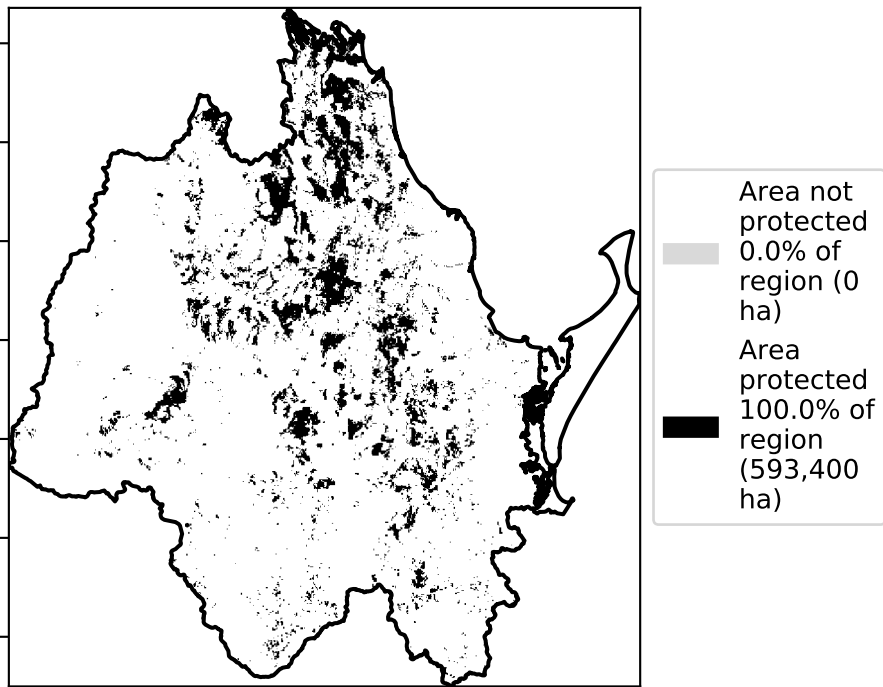 Area not
protected
0.0% of
region (0
ha)
Area
protected
100.0% of
region
(593,400
ha)